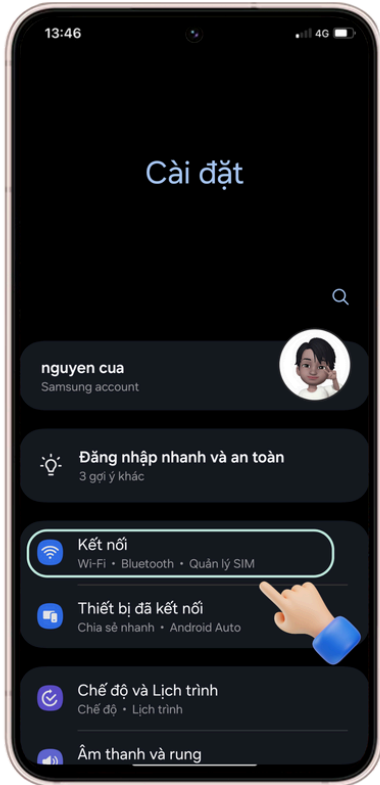 13:46
4G
Cài đặt
nguyen cua
Samsung account
Đăng nhập nhanh và an toàn
3 gợi ý khác
Kết nối
Wi-Fi • Bluetooth • Quản lý SIM
Thiết bị đã kết nối
Chia sẻ nhanh • Android Auto
Chế độ và Lịch trình
Chế độ • Lịch trình
Âm thanh và rung